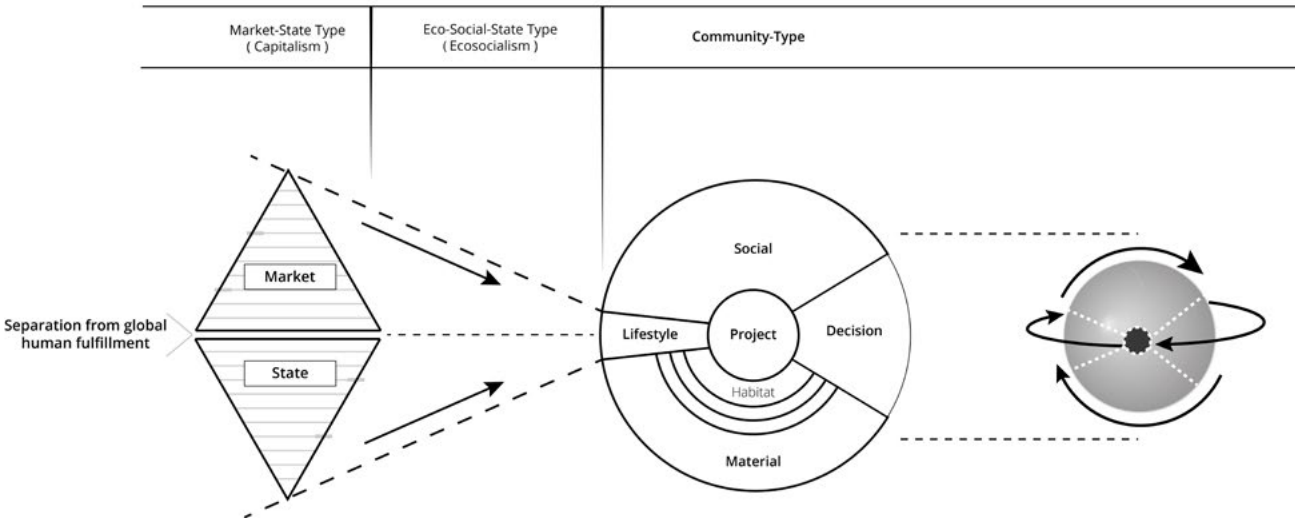 Market-State Type
( Capitalism )
Eco-Social-State Type
( Ecosocialism )
Community-Type
Social
Market
Separation from global
human fulfillment
Lifestyle
Project
Decision
State
Habitat
Material